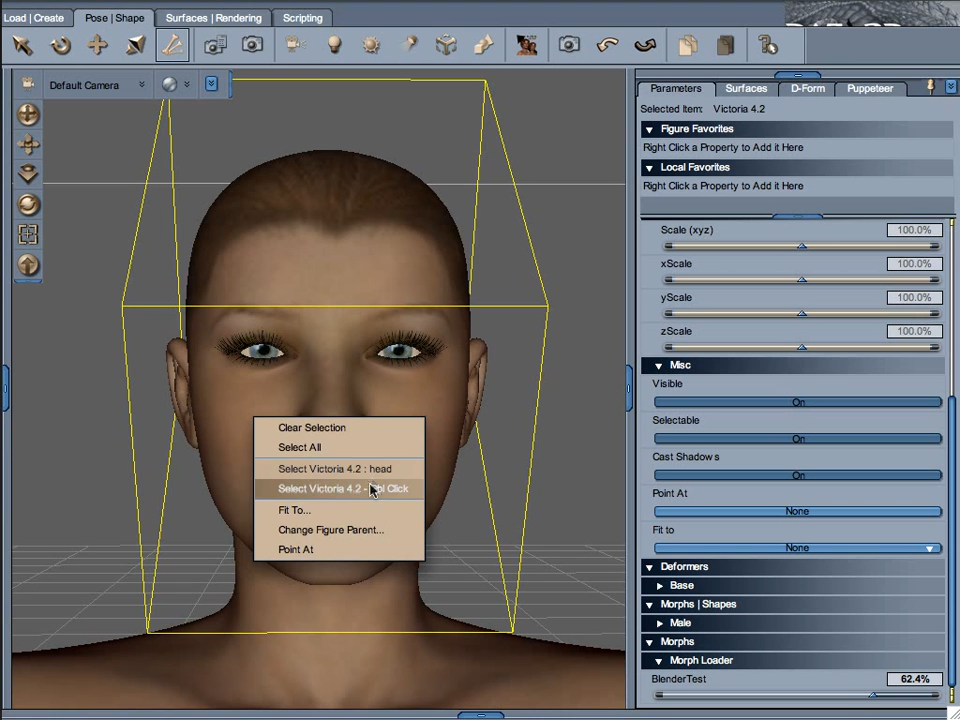 Load | Create
Pose | Shape
Surfaces | Rendering
Scripting
Default Camera
Parameters
Surfaces
D-Form
Puppeteer
Selected Item: Victoria 4.2
Figure Favorites
Right Click a Property to Add it Here
Local Favorites
Right Click a Property to Add it Here
Scale (xyz)
100.0%
xScale
100.0%
yScale
100.0%
zScale
100.0%
Misc
Visible
On
Selectable
On
Cast Shadows
On
Point At
None
Fit to
None
Deformers
Base
Morphs | Shapes
Male
Morphs
Morph Loader
BlenderTest
62.4%
Clear Selection
Select All
Select Victoria 4.2 : head
Select Victoria 4.2 - Click
Fit To...
Change Figure Parent...
Point At